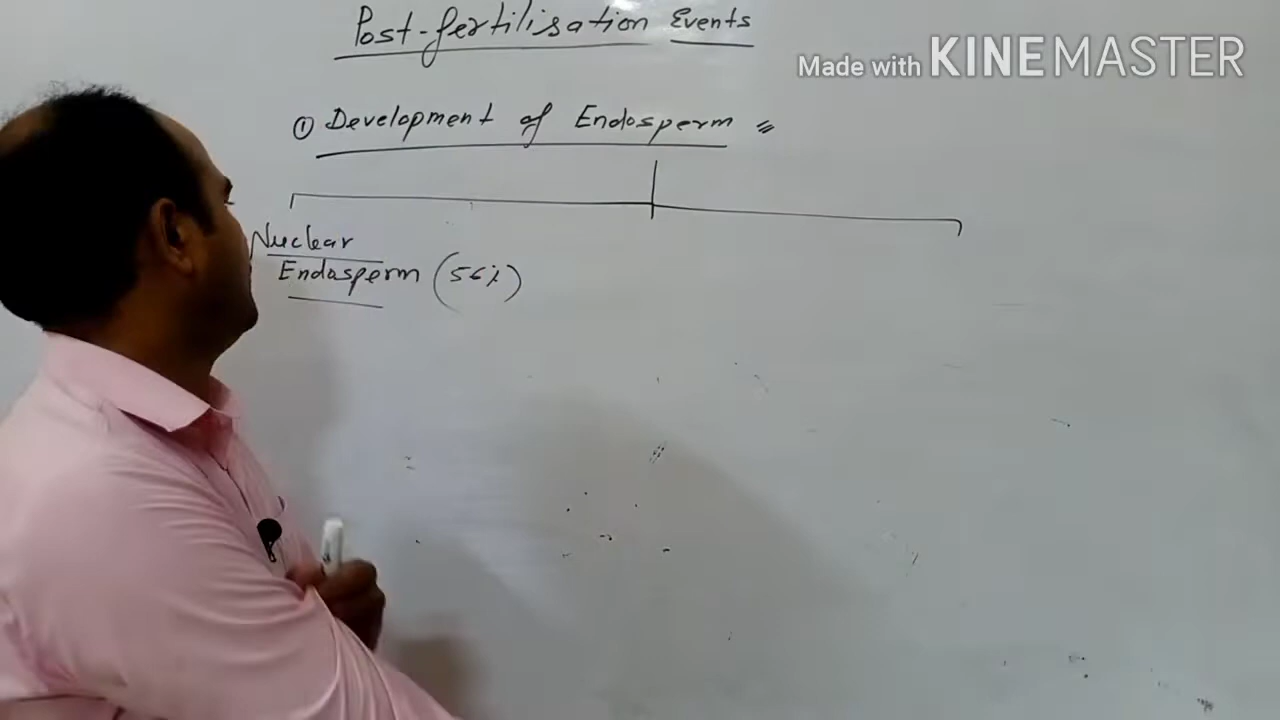 Post-fertilisation Events
Made with KINEMASTER
① Development of Endosperm
Nuclear
Endosperm (56%)